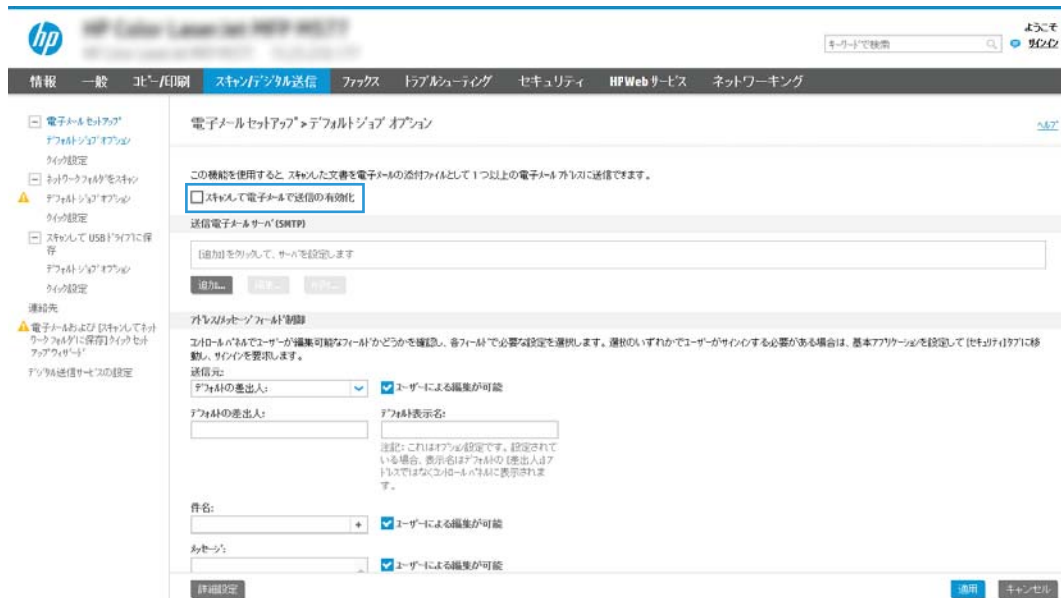 hp
ようこそ
キーワードで検索
サインイン
情報 一般 コピー/印刷 スキャン/デジタル送信 ファックス トラブルシューティング セキュリティ HPWeb サービス ネットワーキング
電子メール セットアップ
デフォルト ジョブ オプション
クイック設定
ネットワーク フォルダをスキャン
デフォルト ジョブ オプション
クイック設定
スキャンして USB ドライブに保
存
デフォルト ジョブ オプション
クイック設定
連絡先
電子メールおよび [スキャンしてネット
ワーク フォルダに保存] クイック セット
アップ ウィザード
デジタル送信サービスの設定
電子メール セットアップ > デフォルト ジョブ オプション
ヘルプ
この機能を使用すると、スキャンした文書を電子メールの添付ファイルとして 1 つ以上の電子メール アドレスに送信できます。
スキャンして電子メールで送信の有効化
送信電子メール サーバ (SMTP)
[追加] をクリックして、サーバを設定します
追加...
アドレス/メッセージ フィールド制御
コントロール パネルでユーザーが編集可能なフィールドかどうかを確認し、各フィールドで必要な設定を選択します。選択のいずれかでユーザーがサインインする必要がある場合は、基本アプリケーションを設定して [セキュリティ] タブに移
動し、サインインを要求します。
送信元:
デフォルトの差出人: ユーザーによる編集が可能
デフォルトの差出人: デフォルト表示名:
注記: これはオプション設定です。設定されて
いる場合、表示名はデフォルトの [差出人:] ア
ドレスではなくコントロール パネルに表示されま
す。
件名:
+ ユーザーによる編集が可能
メッセージ:
ユーザーによる編集が可能
詳細設定 適用 キャンセル